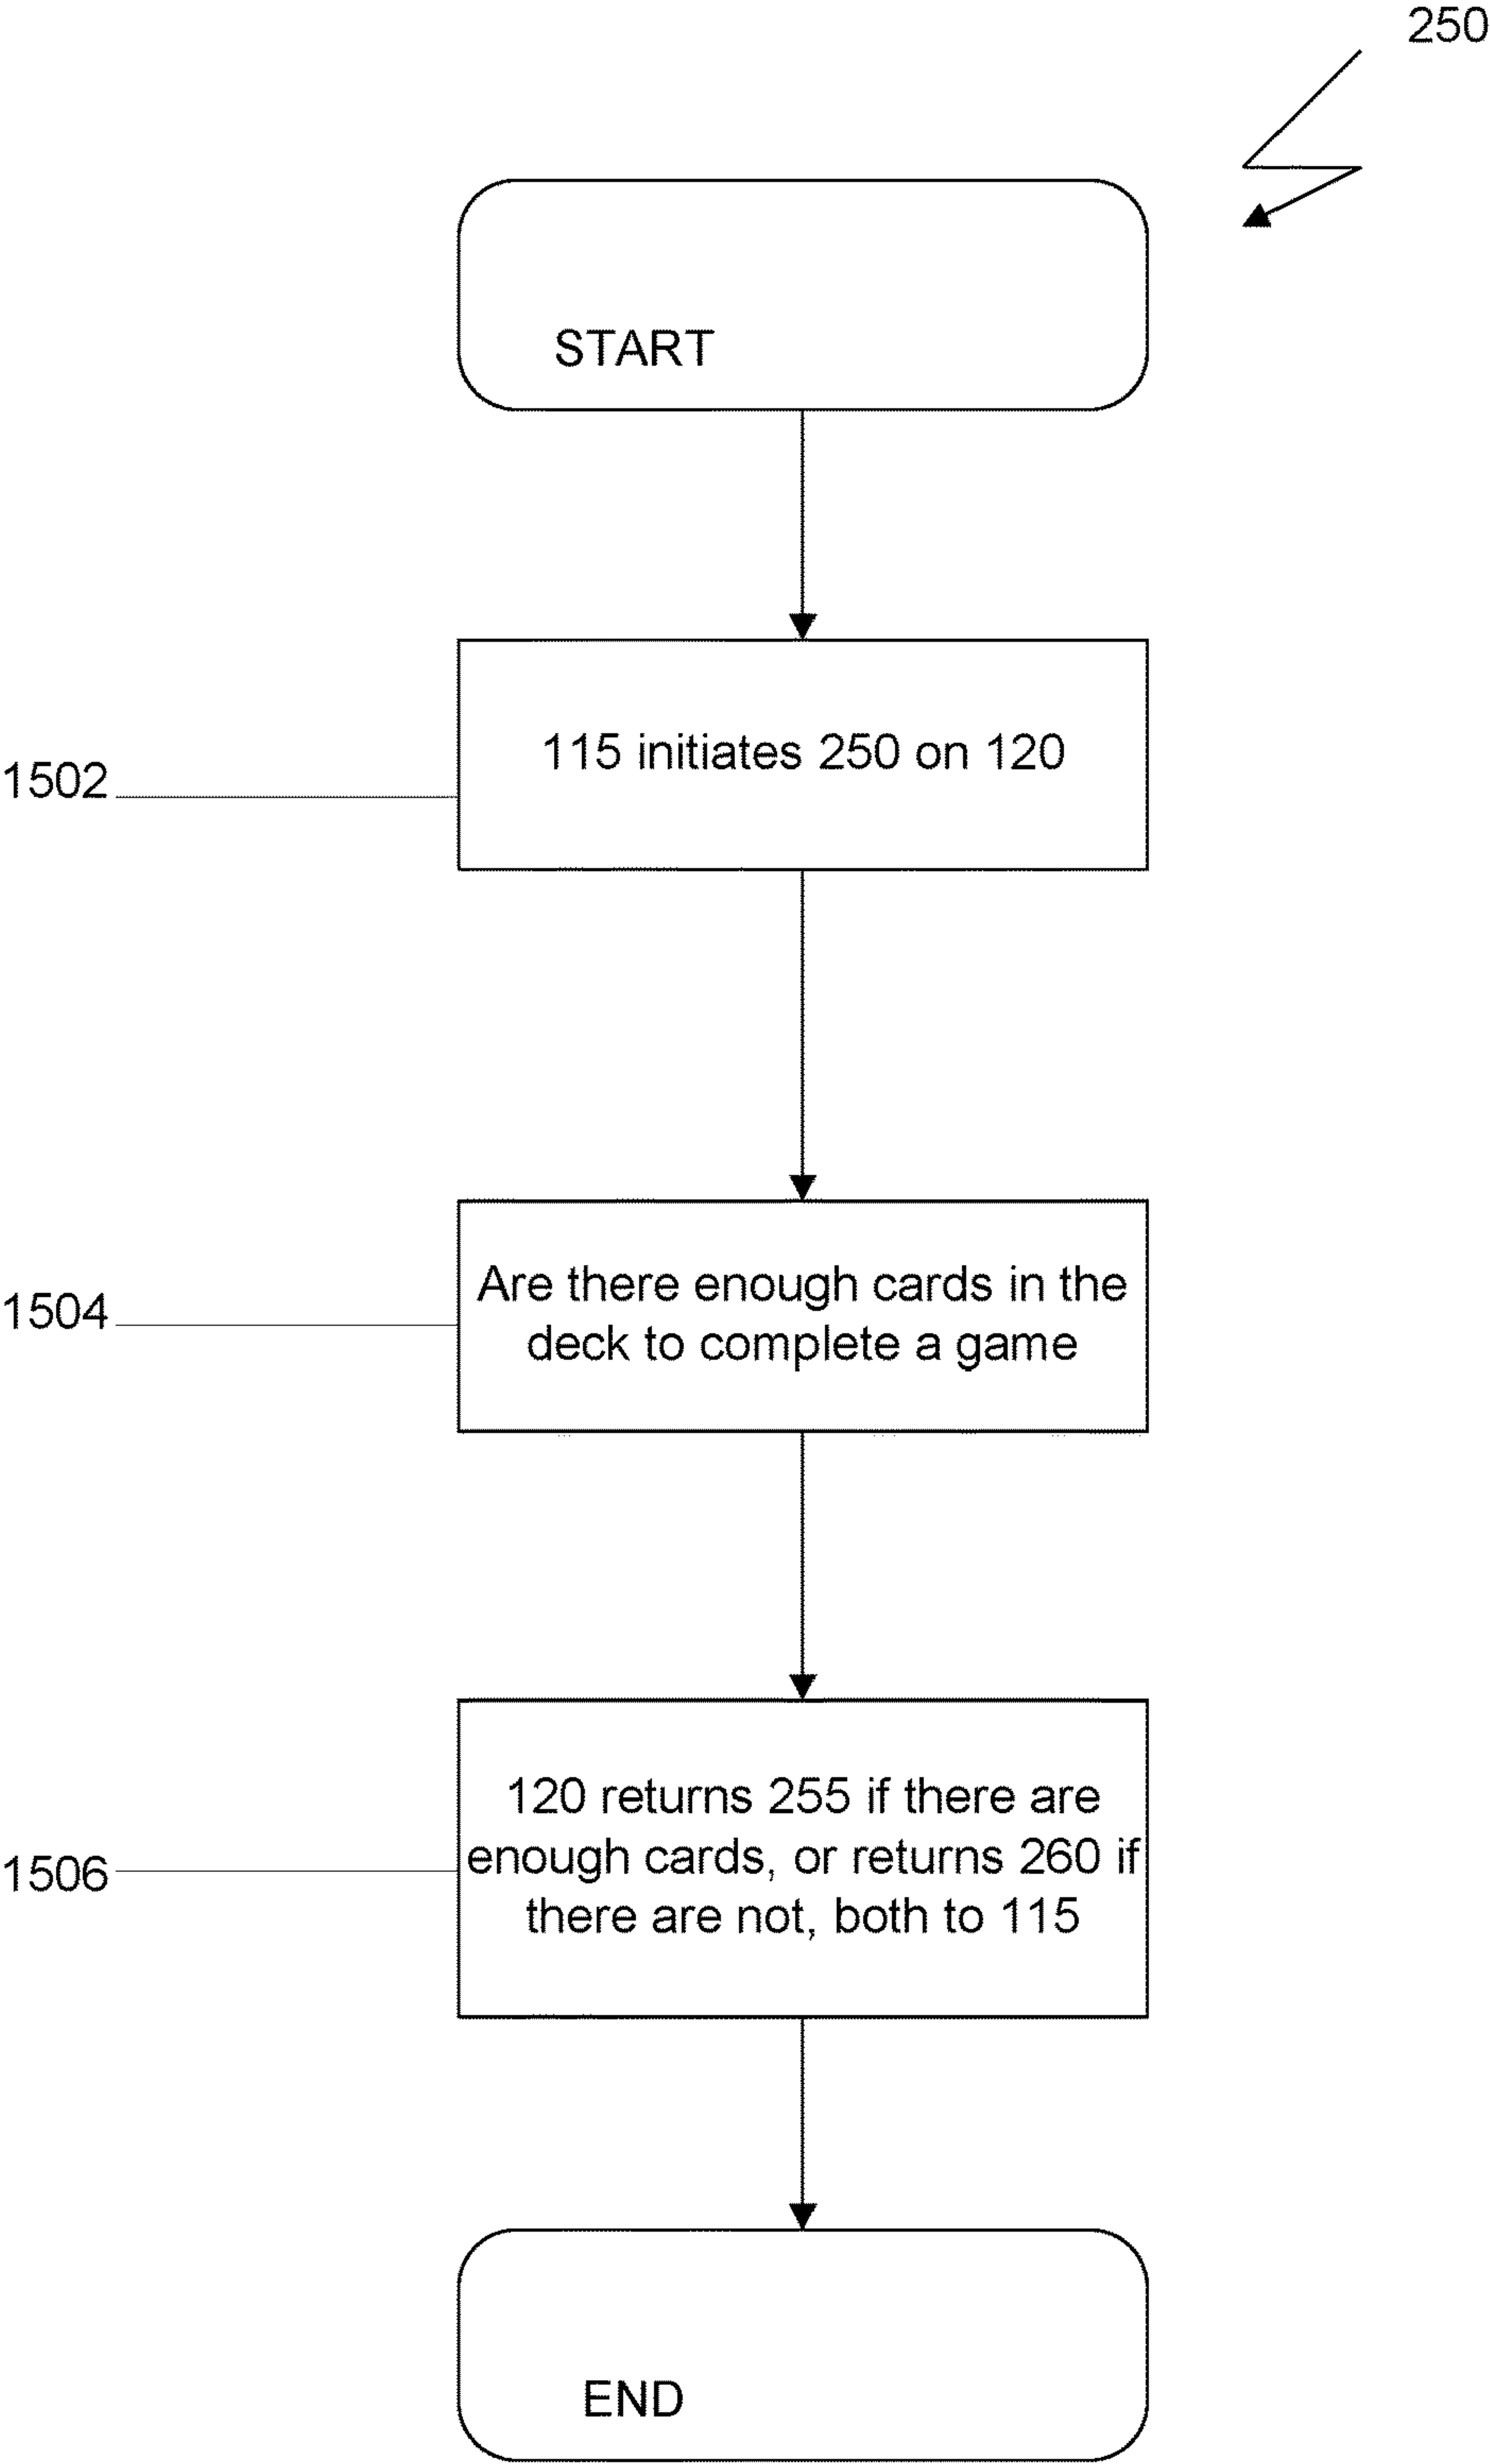 250
START
115 initiates 250 on 120
1502
Are there enough cards in the
deck to complete a game
1504
120 returns 255 if there are
enough cards, or returns 260 if
there are not, both to 115
1506
END